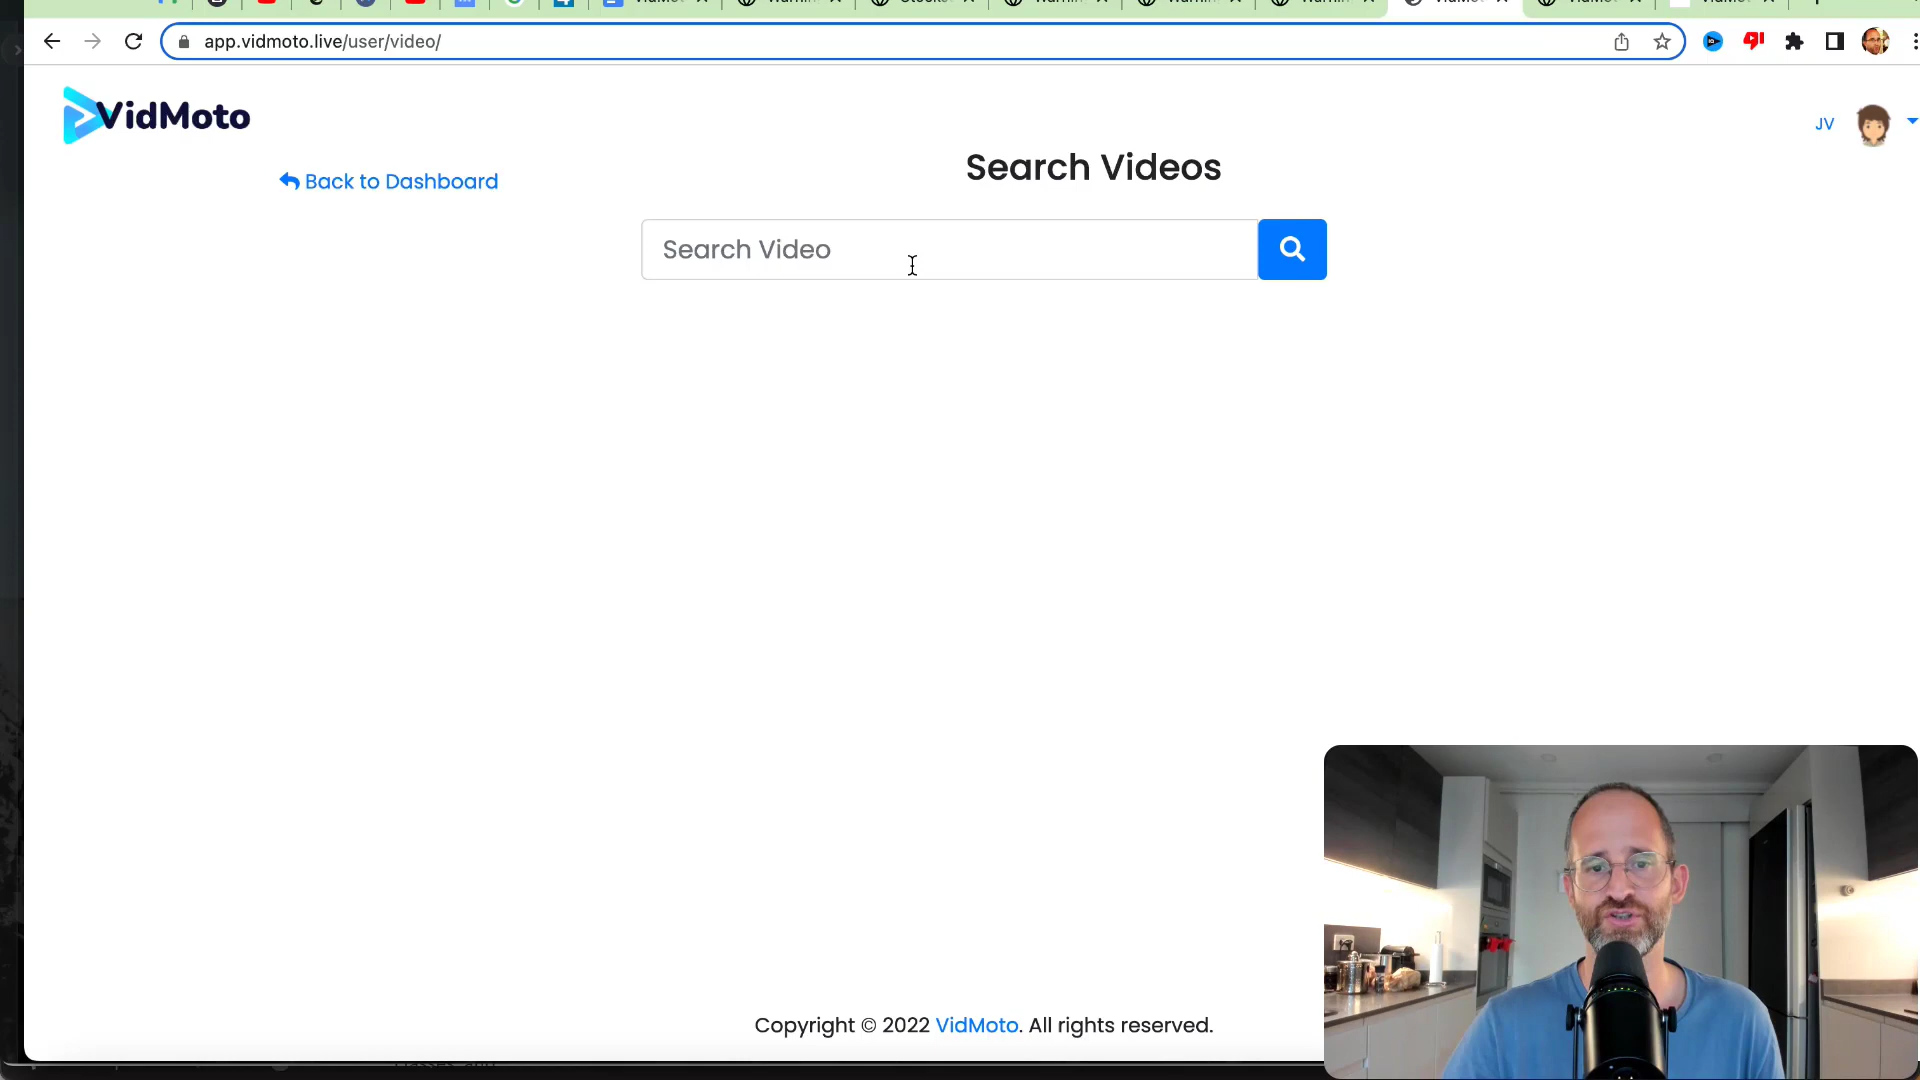 app.vidmoto.live/user/video/
VidMoto
JV
Search Videos
Back to Dashboard
Search Video
Copyright © 2022 VidMoto. All rights reserved.